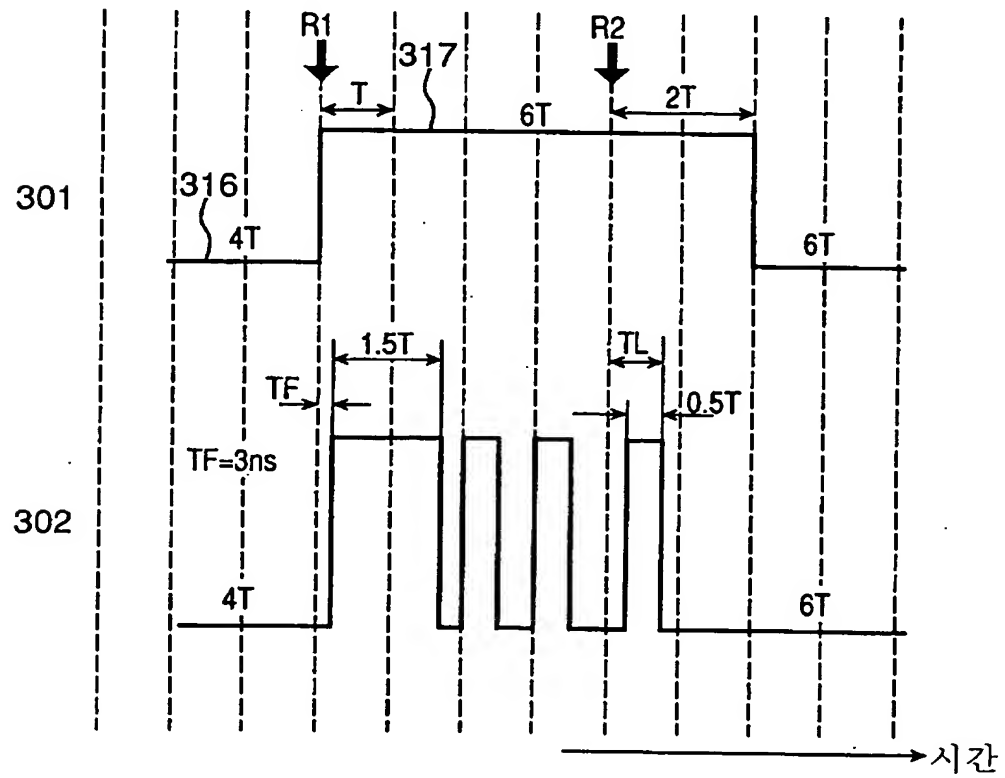 R1
R2
317
T
2T
6T
301
316
4T
6T
1.5T
TL
TF
0.5T
TF=3ns
302
4T
6T
시간